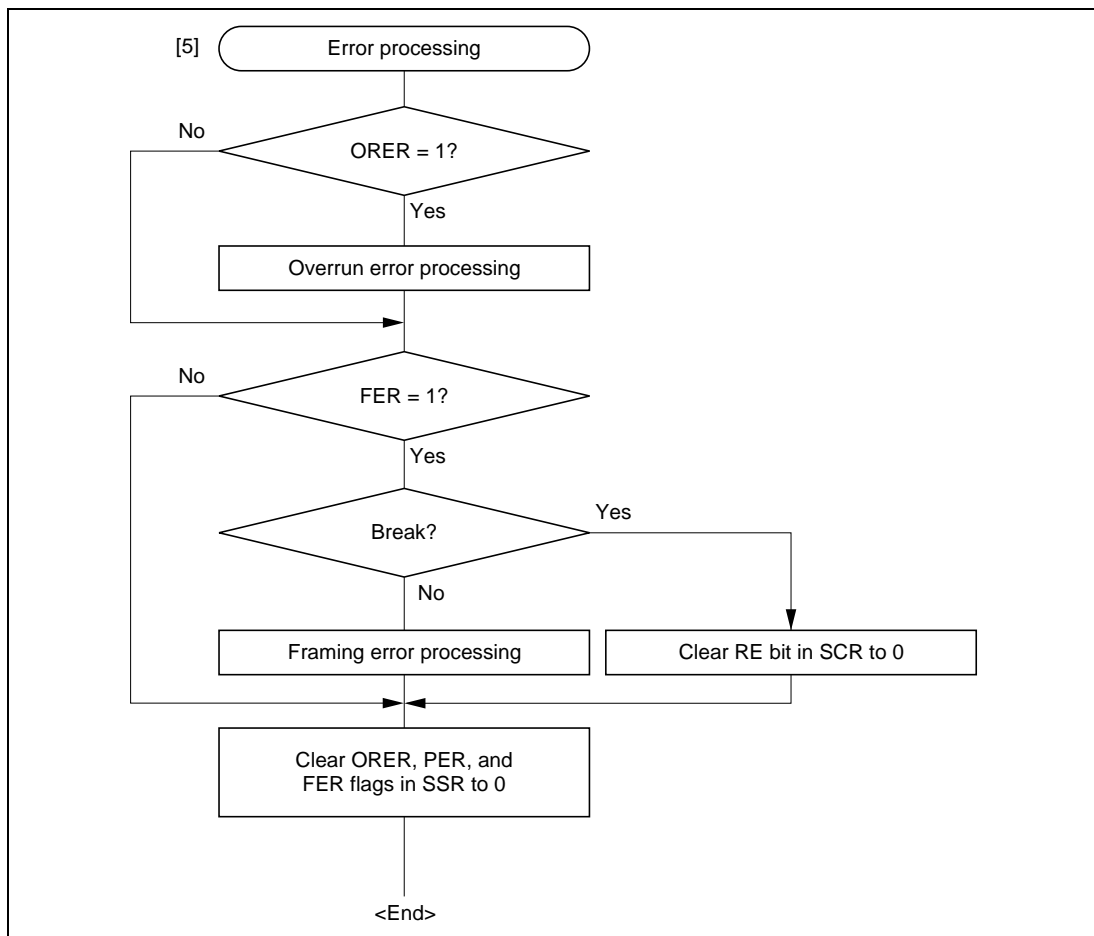 [5] Error processing
No
ORER = 1?
Yes
Overrun error processing
No
FER = 1?
Yes
Yes
Break?
No
Framing error processing
Clear RE bit in SCR to 0
Clear ORER, PER, and
FER flags in SSR to 0
<End>